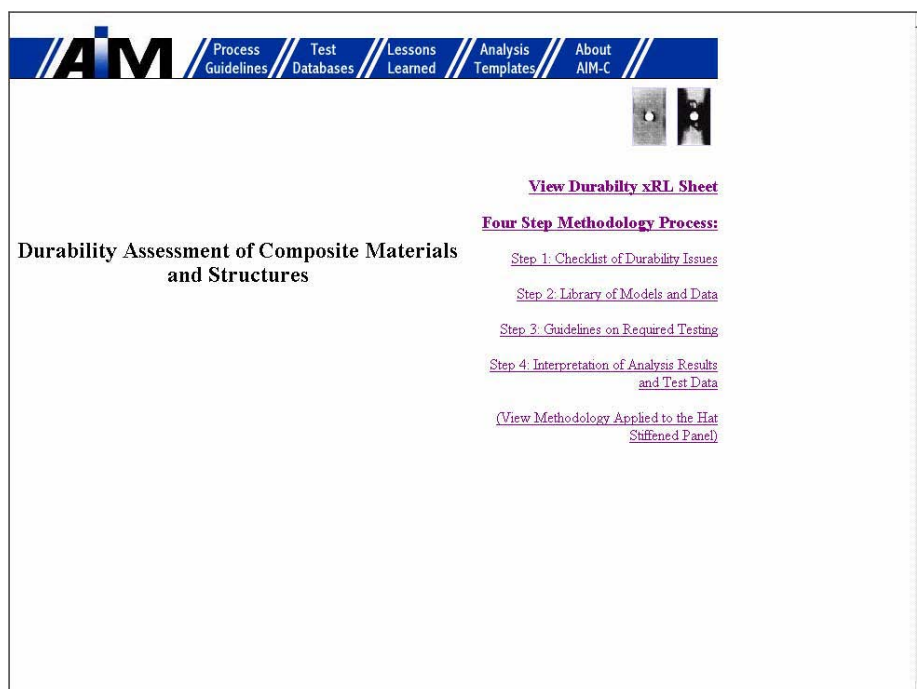 AIM
Process Guidelines
Test Databases
Lessons Learned
Analysis Templates
About AIM-C
Durability Assessment of Composite Materials
and Structures
View Durabilty xRL Sheet
Four Step Methodology Process:
Step 1: Checklist of Durability Issues
Step 2: Library of Models and Data
Step 3: Guidelines on Required Testing
Step 4: Interpretation of Analysis Results
and Test Data
(View Methodology Applied to the Hat
Stiffened Panel)